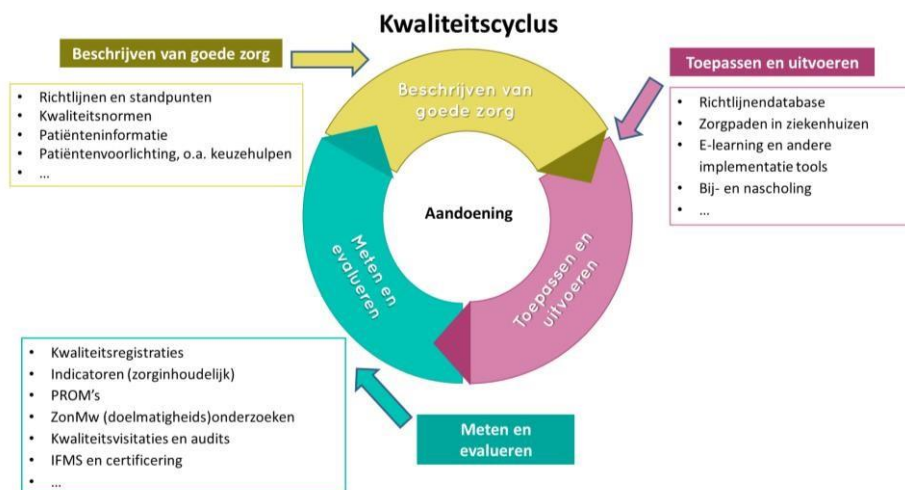 Kwaliteitscyclus
Beschrijven van goede zorg
• Richtlijnen en standpunten
• Kwaliteitsnormen
• Patiënteninformatie
• Patiëntenvoorlichting, o.a. keuzehulpen
• ...
Beschrijven van
goede zorg
Toepassen en uitvoeren
• Richtlijnendatabase
• Zorgpaden in ziekenhuizen
• E-learning en andere
implementatie tools
• Bij- en nascholing
• ...
Aandoening
Meten en
evalueren
Toepassen en
uitvoeren
• Kwaliteitsregistraties
• Indicatoren (zorginhoudelijk)
• PROM's
• ZonMw (doelmatigheids)onderzoeken
• Kwaliteitsvisitaties en audits
• IFMS en certificering
• ...
Meten en
evalueren